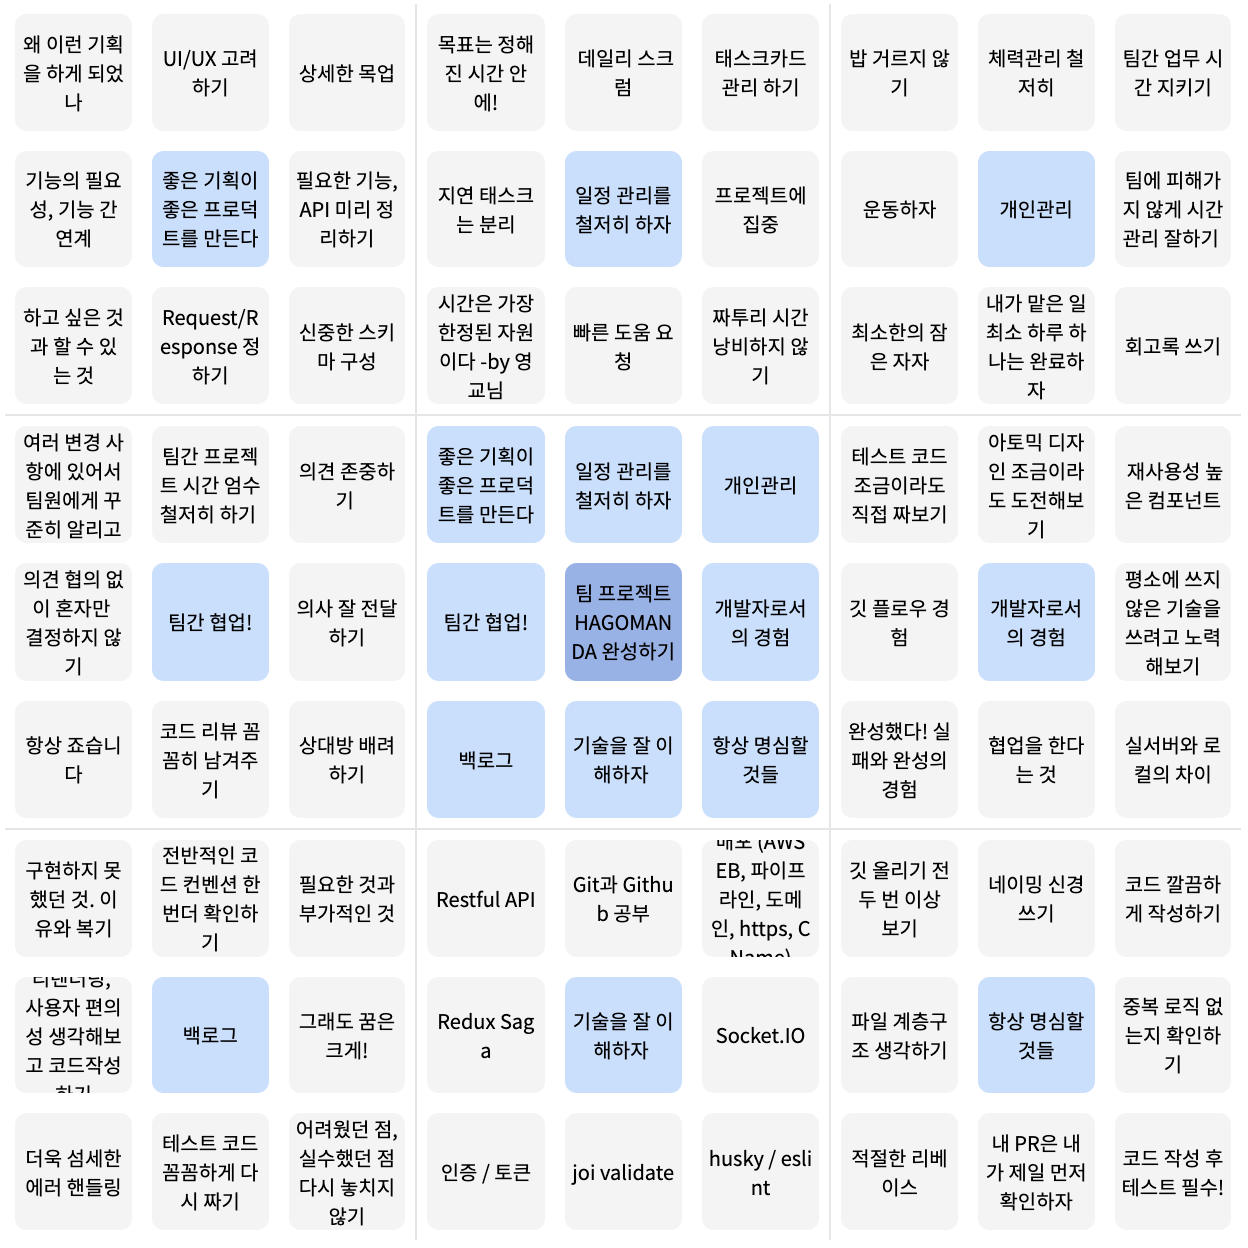 왜 이런 기획
을 하게 되었
나
UI/UX 고려
하기
상세한 목업
기능의 필요
성, 기능 간
연계
좋은 기획이
좋은 프로덕
트를 만든다
필요한 기능,
API 미리 정
리하기
하고 싶은 것
과 할 수 있
는 것
Request/R
esponse 정
하기
신중한 스키
마 구성
목표는 정해
진 시간 안
에!
데일리 스크
럼
태스크카드
관리 하기
지연 태스크
는 분리
일정 관리를
철저히 하자
프로젝트에
집중
시간은 가장
한정된 자원
이다 -by 영
교님
빠른 도움 요
청
짜투리 시간
낭비하지 않
기
밥 거르지 않
기
체력관리 철
저히
팀간 업무 시
간 지키기
운동하자
개인관리
팀에 피해가
지 않게 시간
관리 잘하기
최소한의 잠
은 자자
내가 맡은 일
최소 하루 하
나는 완료하
자
회고록 쓰기
여러 변경 사
항에 있어서
팀원에게 꾸
준히 알리고
팀간 프로젝
트 시간 엄수
철저히 하기
의견 존중하
기
의견 협의 없
이 혼자만
결정하지 않
기
팀간 협업!
의사 잘 전달
하기
항상 죠습니
다
코드 리뷰 꼼
꼼히 남겨주
기
상대방 배려
하기
좋은 기획이
좋은 프로덕
트를 만든다
일정 관리를
철저히 하자
개인관리
팀간 협업!
팀 프로젝트
HAGOMAN
DA 완성하기
개발자로서
의 경험
백로그
기술을 잘 이
해하자
항상 명심할
것들
테스트 코드
조금이라도
직접 짜보기
아토믹 디자
인 조금이라
도 도전해보
기
재사용성 높
은 컴포넌트
깃 플로우 경
험
개발자로서
의 경험
평소에 쓰지
않은 기술을
쓰려고 노력
해보기
완성했다! 실
패와 완성의
경험
협업을 한다
는 것
실서버와 로
컬의 차이
구현하지 못
했던 것. 이
유와 복기
전반적인 코
드 컨벤션 한
번더 확인하
기
필요한 것과
부가적인 것
리렌더링,
사용자 편의
성 생각해보
고 코드작성
하기
백로그
그래도 꿈은
크게!
더욱 섬세한
에러 핸들링
테스트 코드
꼼꼼하게 다
시 짜기
어려웠던 점,
실수했던 점
다시 놓치지
않기
Restful API
Git과 Githu
b 공부
배포 (AWS
EB, 파이프
라인, 도메
인, https, C
Name)
Redux Sag
a
기술을 잘 이
해하자
Socket.IO
인증 / 토큰
joi validate
husky / esli
nt
깃 올리기 전
두 번 이상
보기
네이밍 신경
쓰기
코드 깔끔하
게 작성하기
파일 계층구
조 생각하기
항상 명심할
것들
중복 로직 없
는지 확인하
기
적절한 리베
이스
내 PR은 내
가 제일 먼저
확인하자
코드 작성 후
테스트 필수!